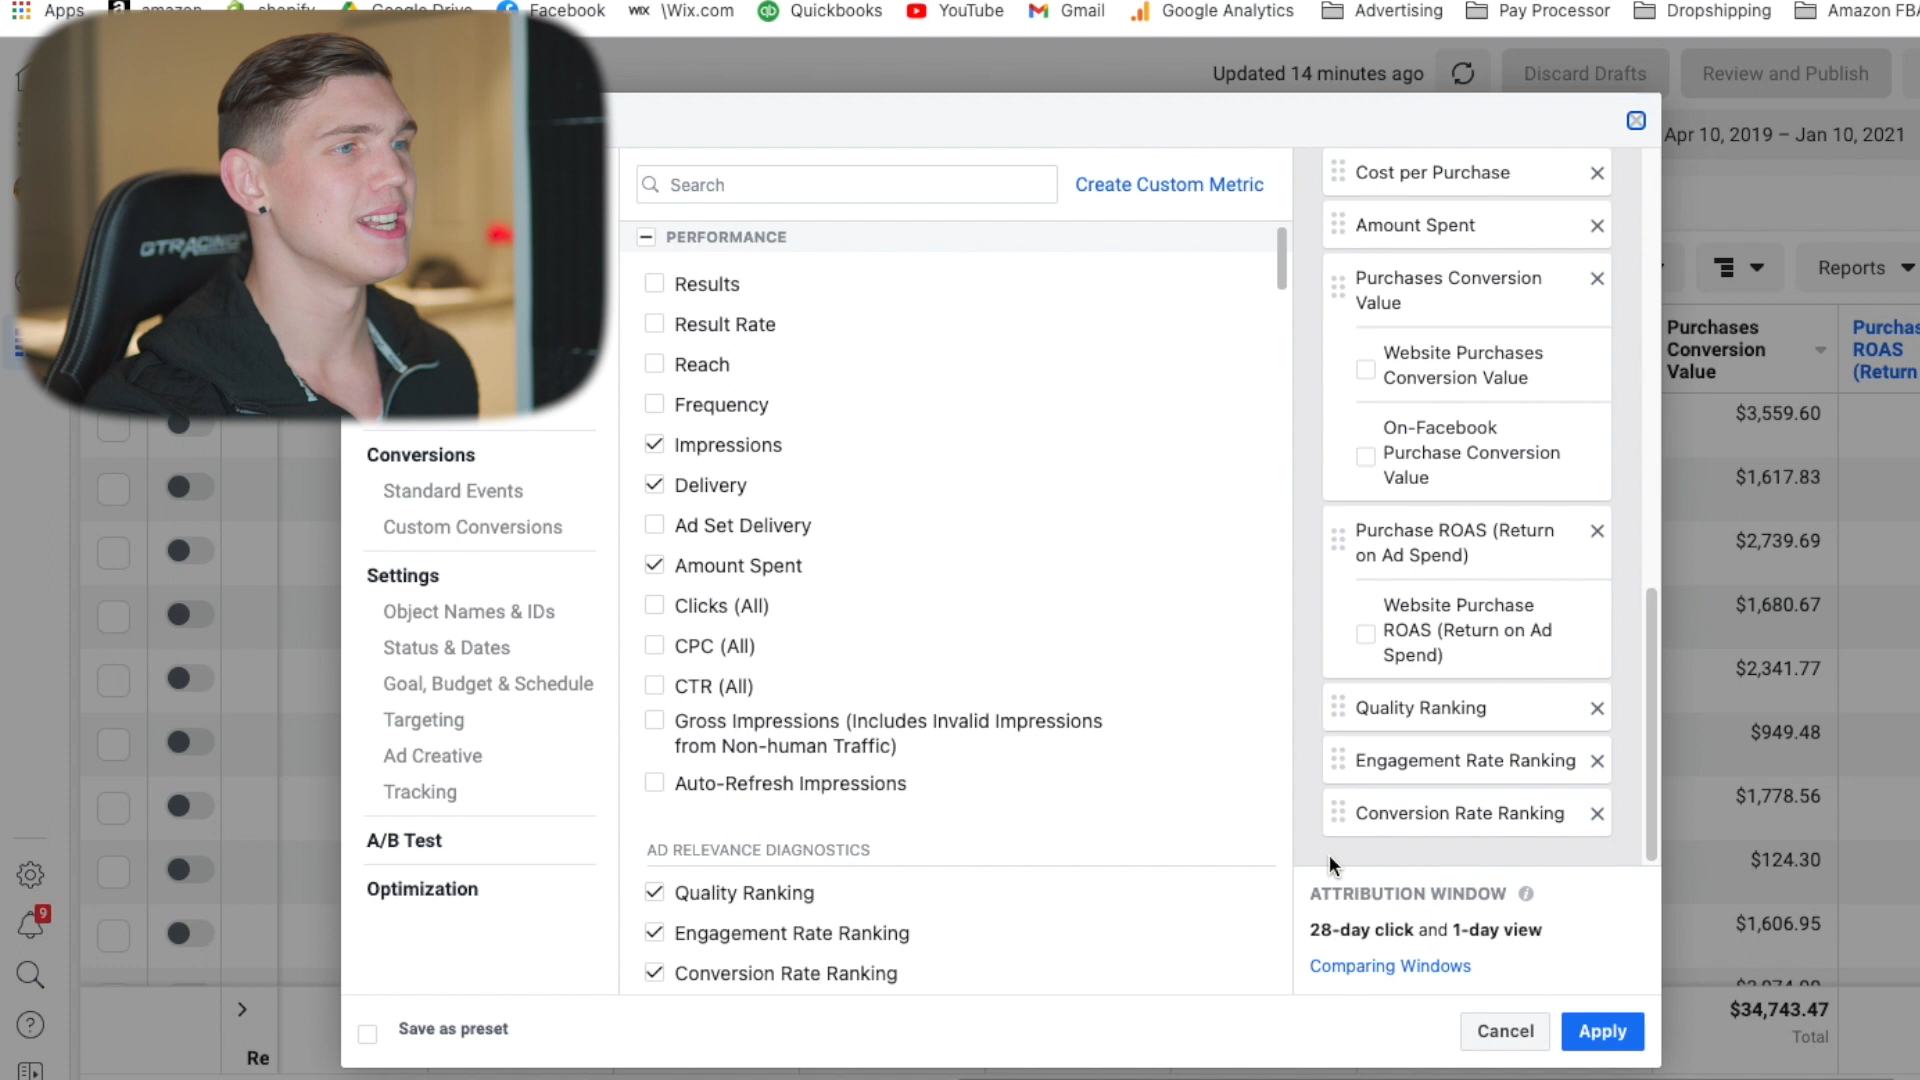 Apps
amazon
shopify
Google Drive
Facebook
WIX \Wix.com
qb Quickbooks
YouTube
Gmail
Google Analytics
Advertising
Pay Processor
Dropshipping
Amazon FBA
Updated 14 minutes ago
Discard Drafts
Review and Publish
Apr 10, 2019 – Jan 10, 2021
Reports
GTRACING
Search
Create Custom Metric
PERFORMANCE
Results
Result Rate
Reach
Frequency
Impressions
Delivery
Ad Set Delivery
Amount Spent
Clicks (All)
CPC (All)
CTR (All)
Gross Impressions (Includes Invalid Impressions
from Non-human Traffic)
Auto-Refresh Impressions
AD RELEVANCE DIAGNOSTICS
Quality Ranking
Engagement Rate Ranking
Conversion Rate Ranking
Conversions
Standard Events
Custom Conversions
Settings
Object Names & IDs
Status & Dates
Goal, Budget & Schedule
Targeting
Ad Creative
Tracking
A/B Test
Optimization
Cost per Purchase
Amount Spent
Purchases Conversion
Value
Website Purchases
Conversion Value
On-Facebook
Purchase Conversion
Value
Purchase ROAS (Return
on Ad Spend)
Website Purchase
ROAS (Return on Ad
Spend)
Quality Ranking
Engagement Rate Ranking
Conversion Rate Ranking
ATTRIBUTION WINDOW
28-day click and 1-day view
Comparing Windows
Purchases
Conversion
Value
Purchas
ROAS
(Return
$3,559.60
$1,617.83
$2,739.69
$1,680.67
$2,341.77
$949.48
$1,778.56
$124.30
$1,606.95
$34,743.47
Total
9
Re
Save as preset
Cancel
Apply